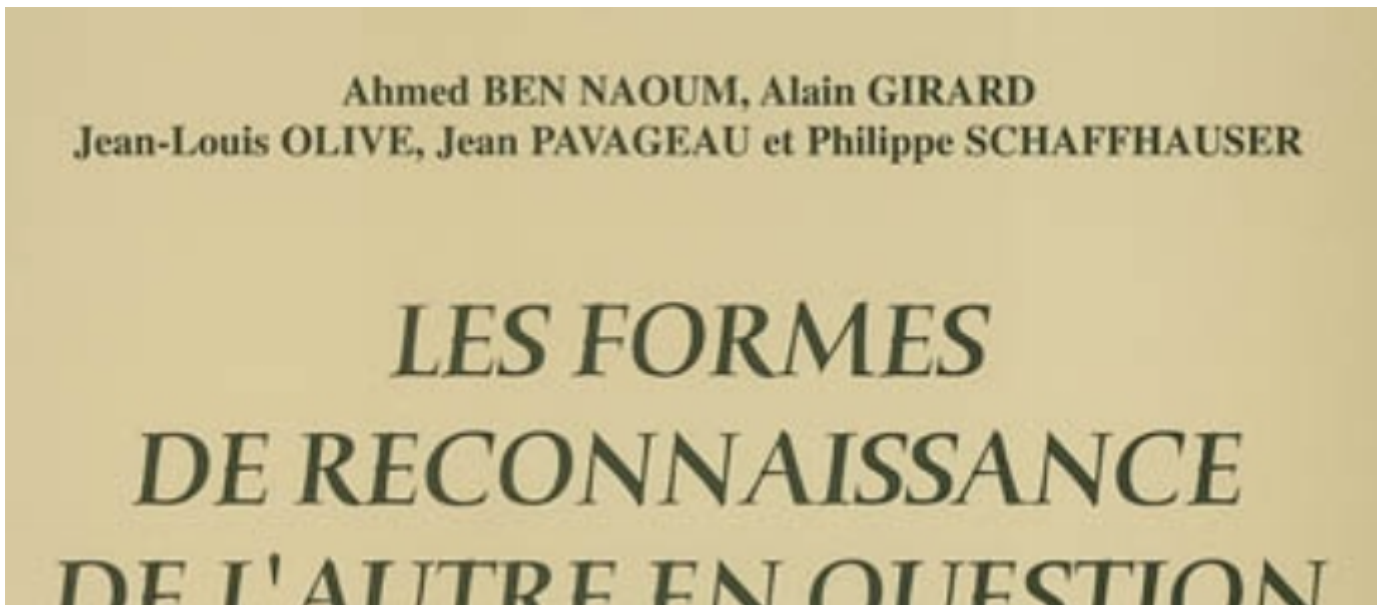 Ahmed BEN NAOUM, Alain GIRARD
Jean-Louis OLIVE, Jean PAVAGEAU et Philippe SCHAFFHAUSER
LES FORMES
DE RECONNAISSANCE
DE L'AUTRE EN QUESTION